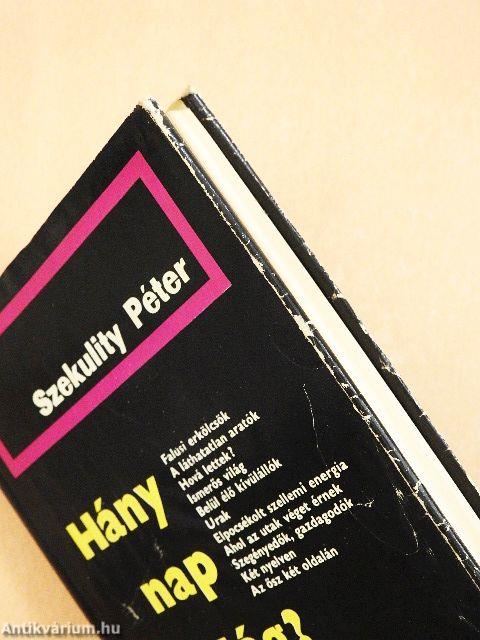 Szekulity Péter
Falusi erkölcsök
A láthatatlan aratók
Hová lettek?
Ismerős világ
Belül élő kívülállók
Urak
Elpocsékolt szellemi energia
Ahol az utak véget érnek
Szegényedők, gazdagodók
Két nyelven
Az ősz két oldalán
Hány
nap
Antikvárium.hu